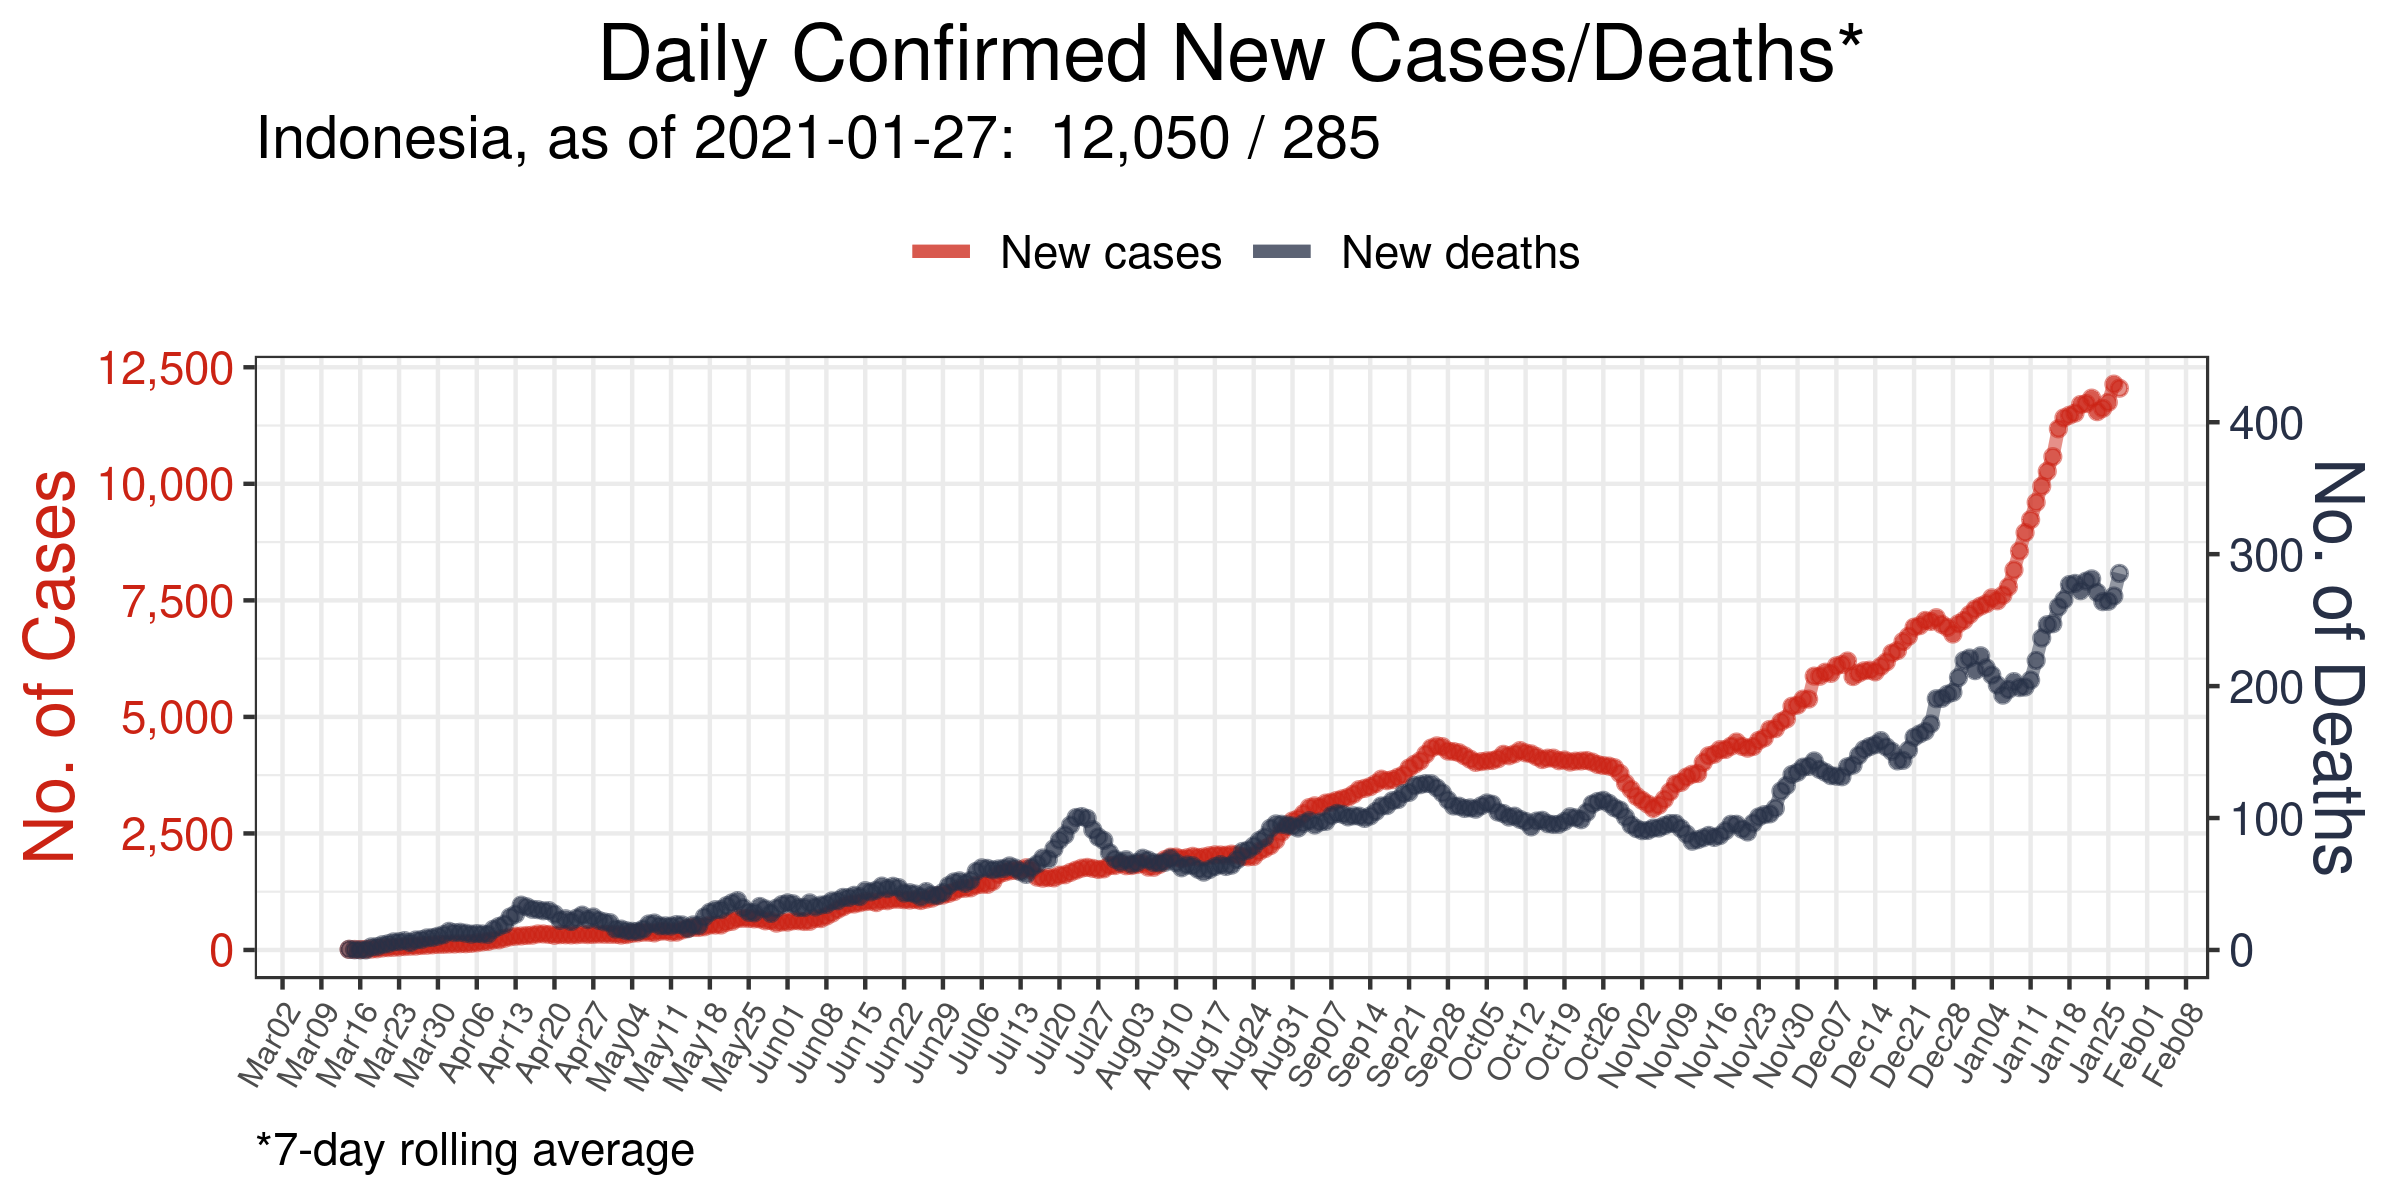 Daily Confirmed New Cases/Deaths*
Indonesia, as of 2021-01-27:  12,050 / 285
New cases
New deaths
No. of Cases
12,500
10,000
7,500
5,000
2,500
0
400
300
200
100
0
No. of Deaths
Mar02
Mar09
Mar16
Mar23
Mar30
Apr06
Apr13
Apr20
Apr27
May04
May11
May18
May25
Jun01
Jun08
Jun15
Jun22
Jun29
Jul06
Jul13
Jul20
Jul27
Aug03
Aug10
Aug17
Aug24
Aug31
Sep07
Sep14
Sep21
Sep28
Oct05
Oct12
Oct19
Oct26
Nov02
Nov09
Nov16
Nov23
Nov30
Dec07
Dec14
Dec21
Dec28
Jan04
Jan11
Jan18
Jan25
Feb01
Feb08
*7-day rolling average